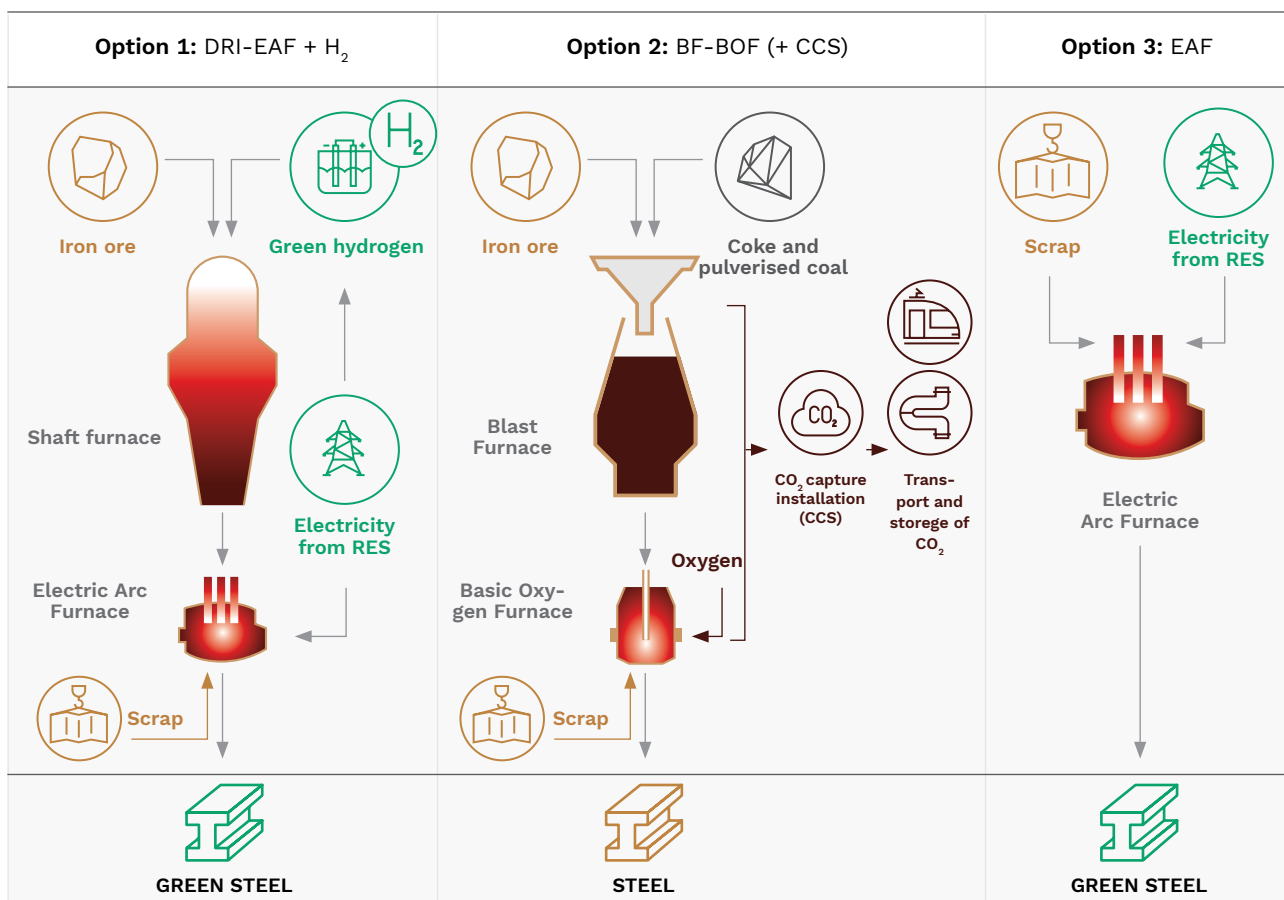 Option 1: DRI-EAF + H₂
Option 2: BF-BOF (+ CCS)
Option 3: EAF
H₂
Iron ore
Green hydrogen
Shaft furnace
Electricity
from RES
Electric Arc
Furnace
Scrap
GREEN STEEL
Iron ore
Coke and
pulverised coal
Blast
Furnace
CO₂
CO₂ capture
installation
(CCS)
Trans-
port and
storege of
CO₂
Oxygen
Basic Oxy-
gen Furnace
Scrap
STEEL
Scrap
Electricity
from RES
Electric
Arc Furnace
GREEN STEEL